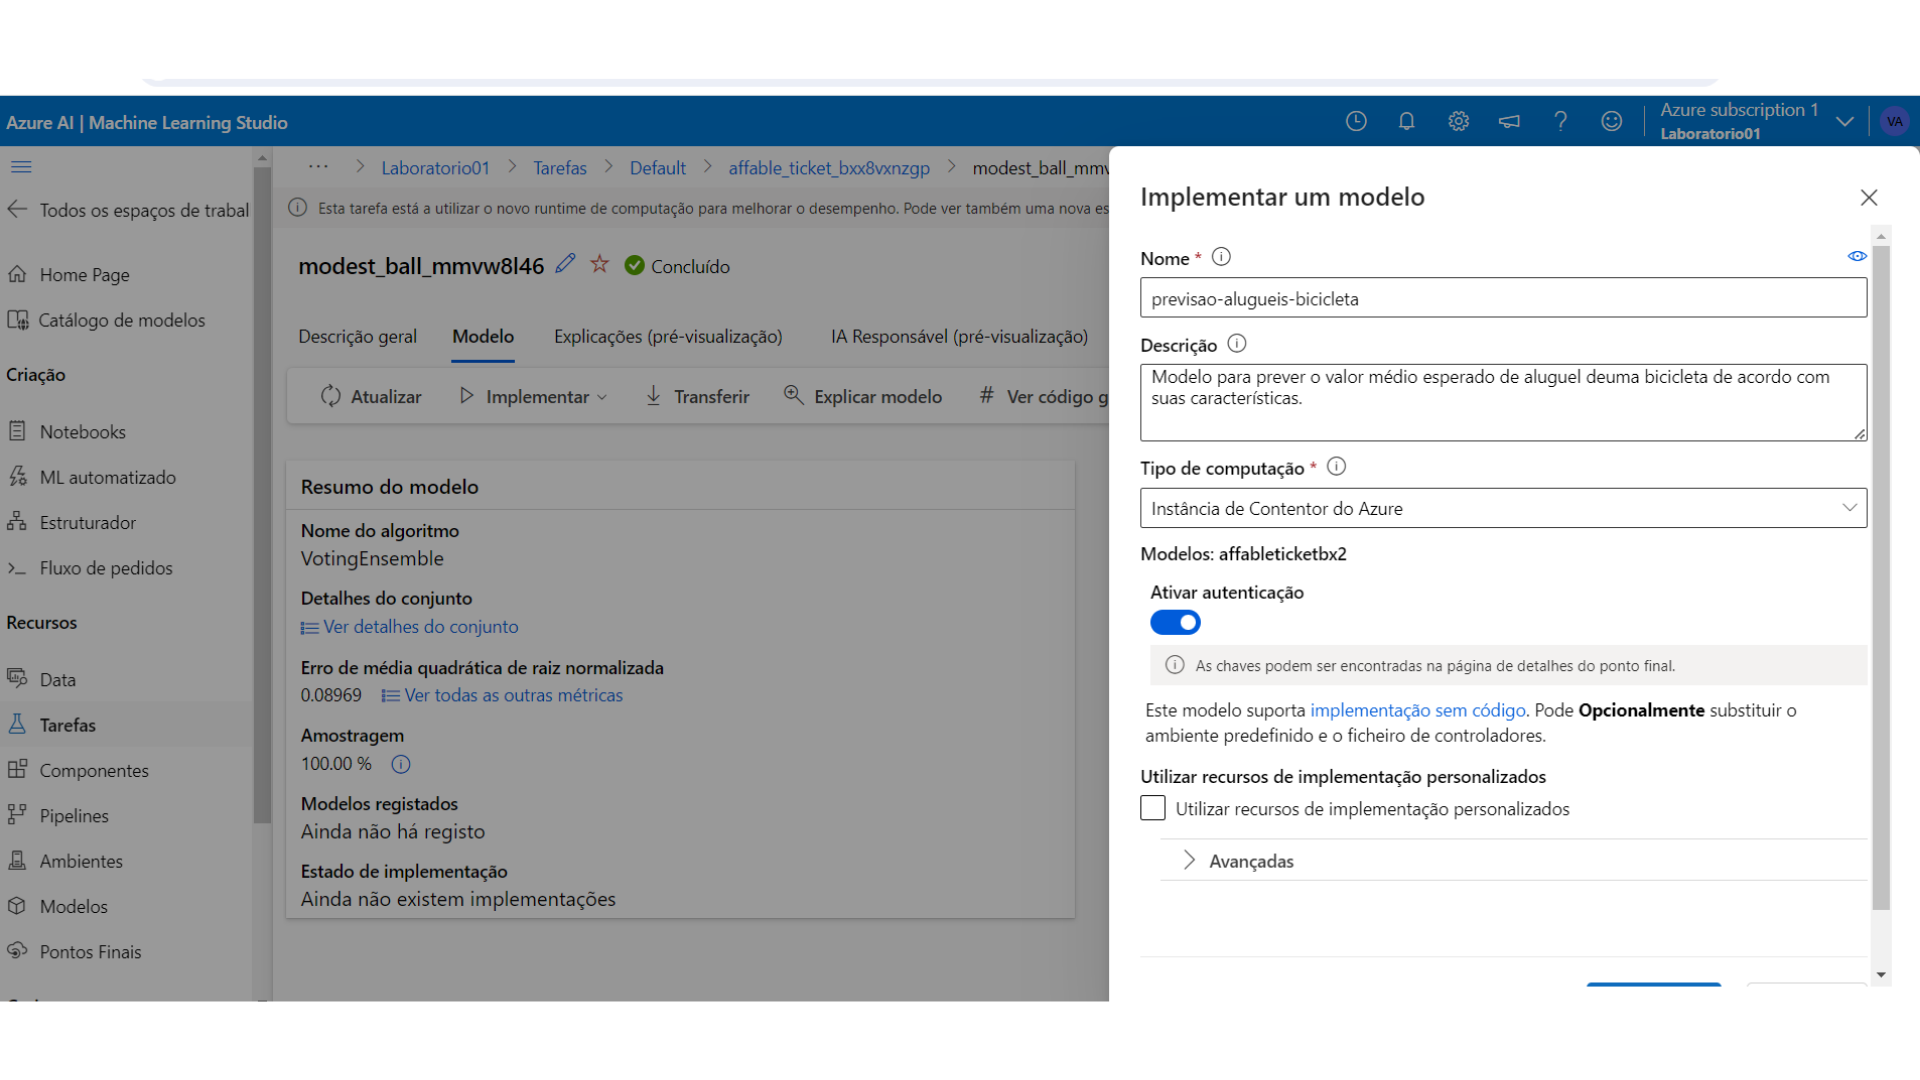 Azure AI | Machine Learning Studio
Azure subscription 1
Laboratorio01
VA
Todos os espaços de trabal
Home Page
Catálogo de modelos
Criação
Notebooks
ML automatizado
Estruturador
Fluxo de pedidos
Recursos
Data
Tarefas
Componentes
Pipelines
Ambientes
Modelos
Pontos Finais
... > Laboratorio01 > Tarefas > Default > affable_ticket_bxx8vxnzgp > modest_ball_mmv
Esta tarefa está a utilizar o novo runtime de computação para melhorar o desempenho. Pode ver também uma nova es
modest_ball_mmvw8l46 Concluído
Descrição geral Modelo Explicações (pré-visualização) IA Responsável (pré-visualização)
Atualizar Implementar Transferir Explicar modelo # Ver código g
Resumo do modelo
Nome do algoritmo
VotingEnsemble
Detalhes do conjunto
Ver detalhes do conjunto
Erro de média quadrática de raiz normalizada
0.08969 Ver todas as outras métricas
Amostragem
100.00 %
Modelos registados
Ainda não há registo
Estado de implementação
Ainda não existem implementações
Implementar um modelo
Nome *
previsao-alugueis-bicicleta
Descrição
Modelo para prever o valor médio esperado de aluguel deuma bicicleta de acordo com
suas características.
Tipo de computação *
Instância de Contentor do Azure
Modelos: affableticketbx2
Ativar autenticação
As chaves podem ser encontradas na página de detalhes do ponto final.
Este modelo suporta implementação sem código. Pode Opcionalmente substituir o
ambiente predefinido e o ficheiro de controladores.
Utilizar recursos de implementação personalizados
Utilizar recursos de implementação personalizados
Avançadas